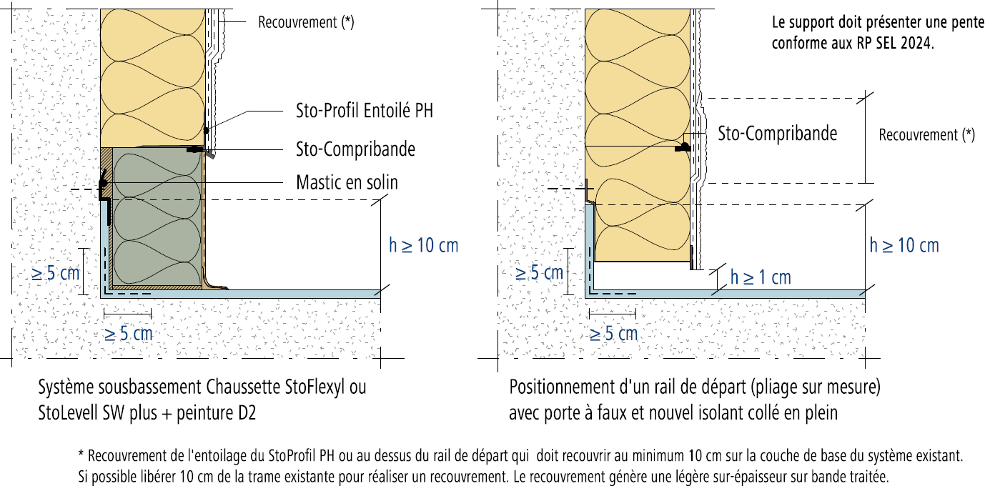 Recouvrement (*)
Le support doit présenter une pente
conforme aux RP SEL 2024.
Sto-Profil Entoilé PH
Sto-Compribande
Mastic en solin
h ≥ 10 cm
≥ 5 cm
≥ 5 cm
Sto-Compribande
Recouvrement (*)
h ≥ 10 cm
≥ 5 cm
h ≥ 1 cm
≥ 5 cm
Système sousbassement Chaussette StoFlexyl ou
StoLevell SW plus + peinture D2
Positionnement d'un rail de départ (pliage sur mesure)
avec porte à faux et nouvel isolant collé en plein
* Recouvrement de l'entoilage du StoProfil PH ou au dessus du rail de départ qui doit recouvrir au minimum 10 cm sur la couche de base du système existant.
Si possible libérer 10 cm de la trame existante pour réaliser un recouvrement. Le recouvrement génère une légère sur-épaisseur sur bande traitée.